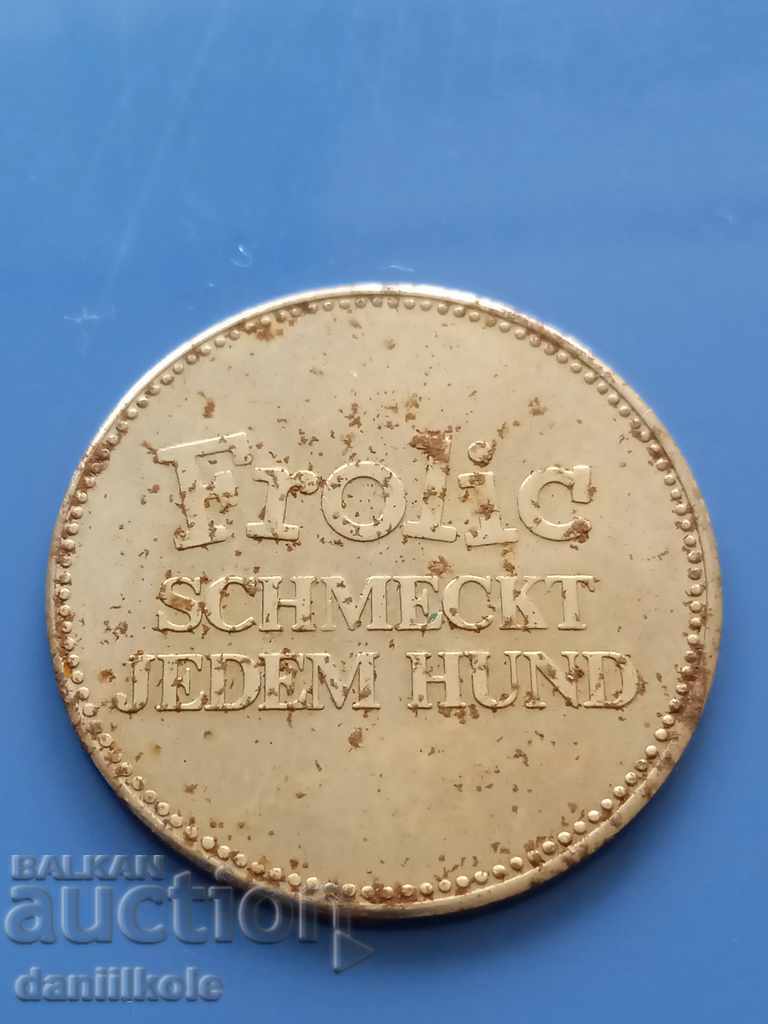 Frolic
SCHMECKT
JEDEM HUND
BALKAN
auction
daniilkole